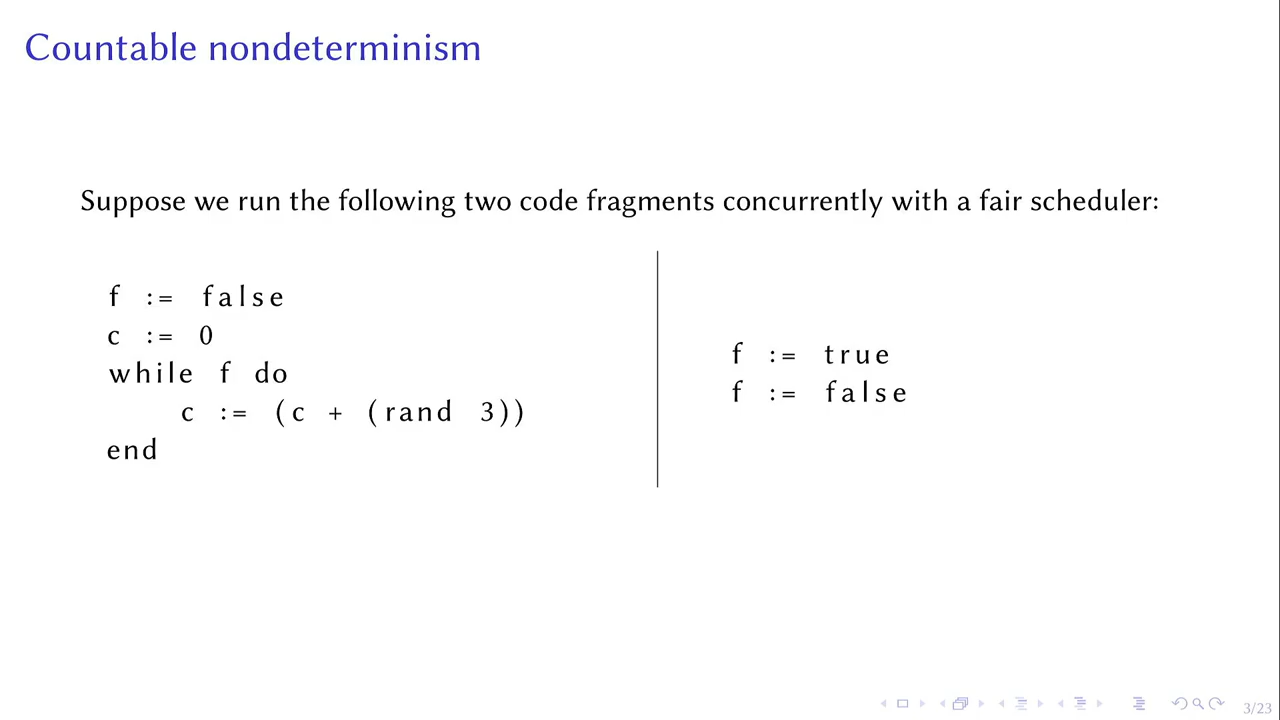 Countable nondeterminism
Suppose we run the following two code fragments concurrently with a fair scheduler:
f := false
c := 0
while f do
c := (c + (rand 3))
end
f := true
f := false
3/23